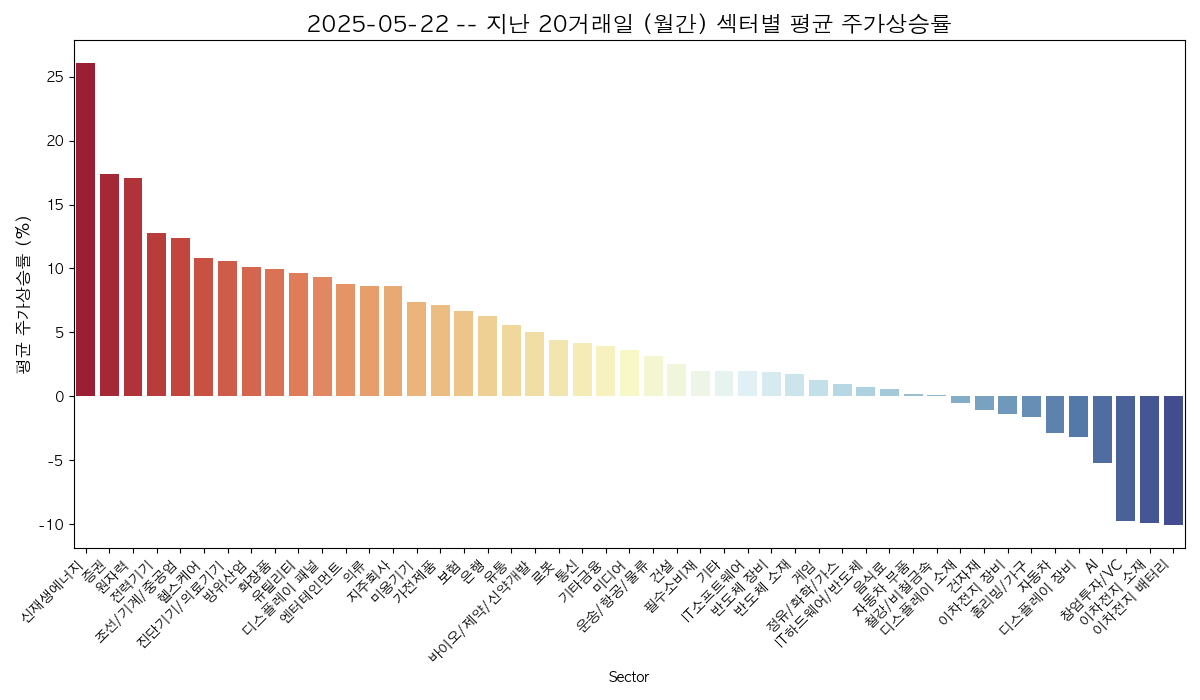 2025-05-22 -- 지난 20거래일 (월간) 섹터별 평균 주가상승률
평균 주가상승률 (%)
25
20
15
10
5
0
-5
-10
신재생에너지
증권
원자력
전력기기
조선/기계/중공업
헬스케어
진단기기/의료기기
방위산업
화장품
유틸리티
디스플레이 패널
엔터테인먼트
의류
지주회사
미용기기
가전제품
보험
은행
유통
바이오/제약/신약개발
로봇
통신
기타금융
미디어
운송/항공/물류
건설
필수소비재
기타
IT소프트웨어
반도체 장비
반도체 소재
게임
정유/화학/가스
IT하드웨어/반도체
음식료
자동차 부품
철강/비철금속
디스플레이 소재
건자재
이차전지 장비
홈리빙/가구
자동차
디스플레이 장비
AI
창업투자/VC
이차전지 소재
이차전지 배터리
Sector